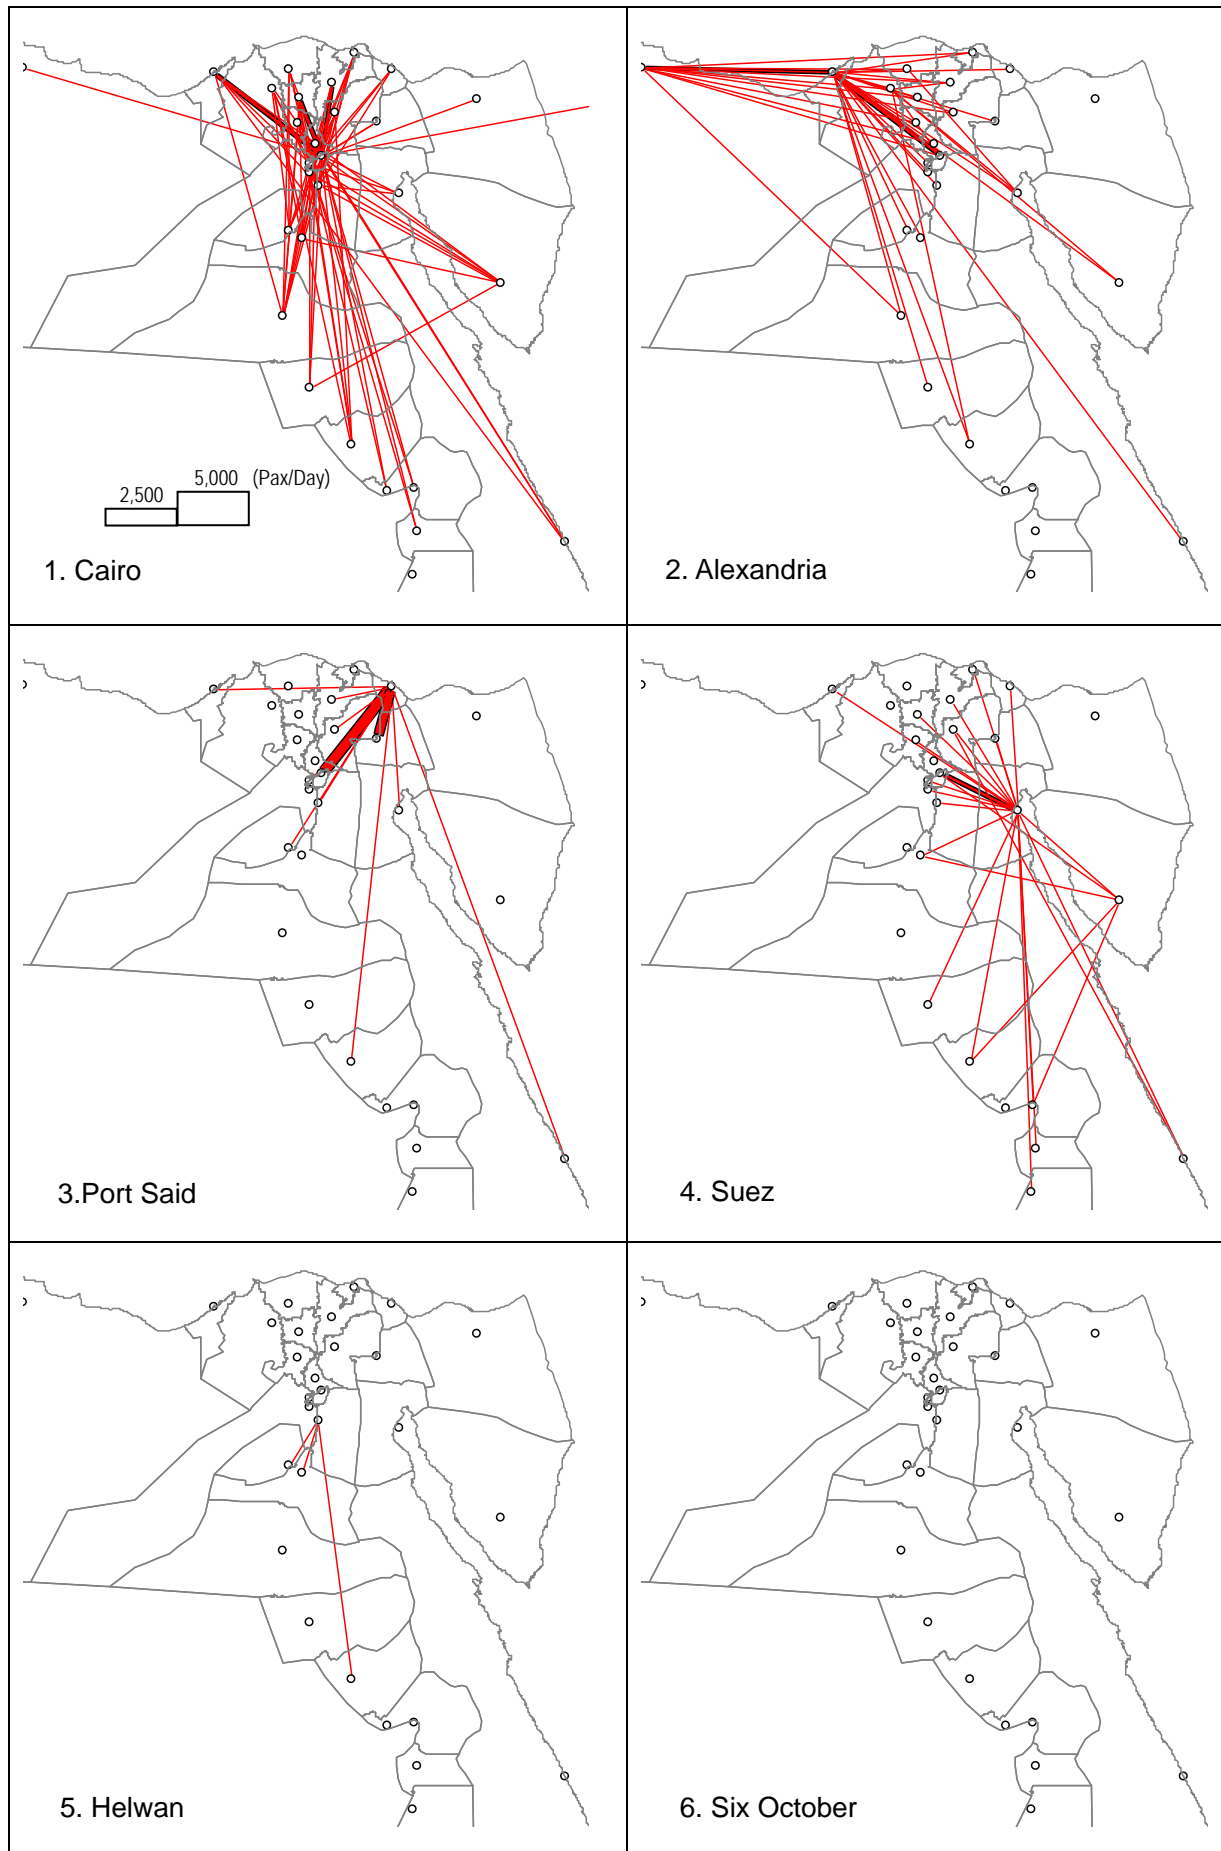 5,000 (Pax/Day)
2,500
1. Cairo
2. Alexandria
3.Port Said
4. Suez
5. Helwan
6. Six October